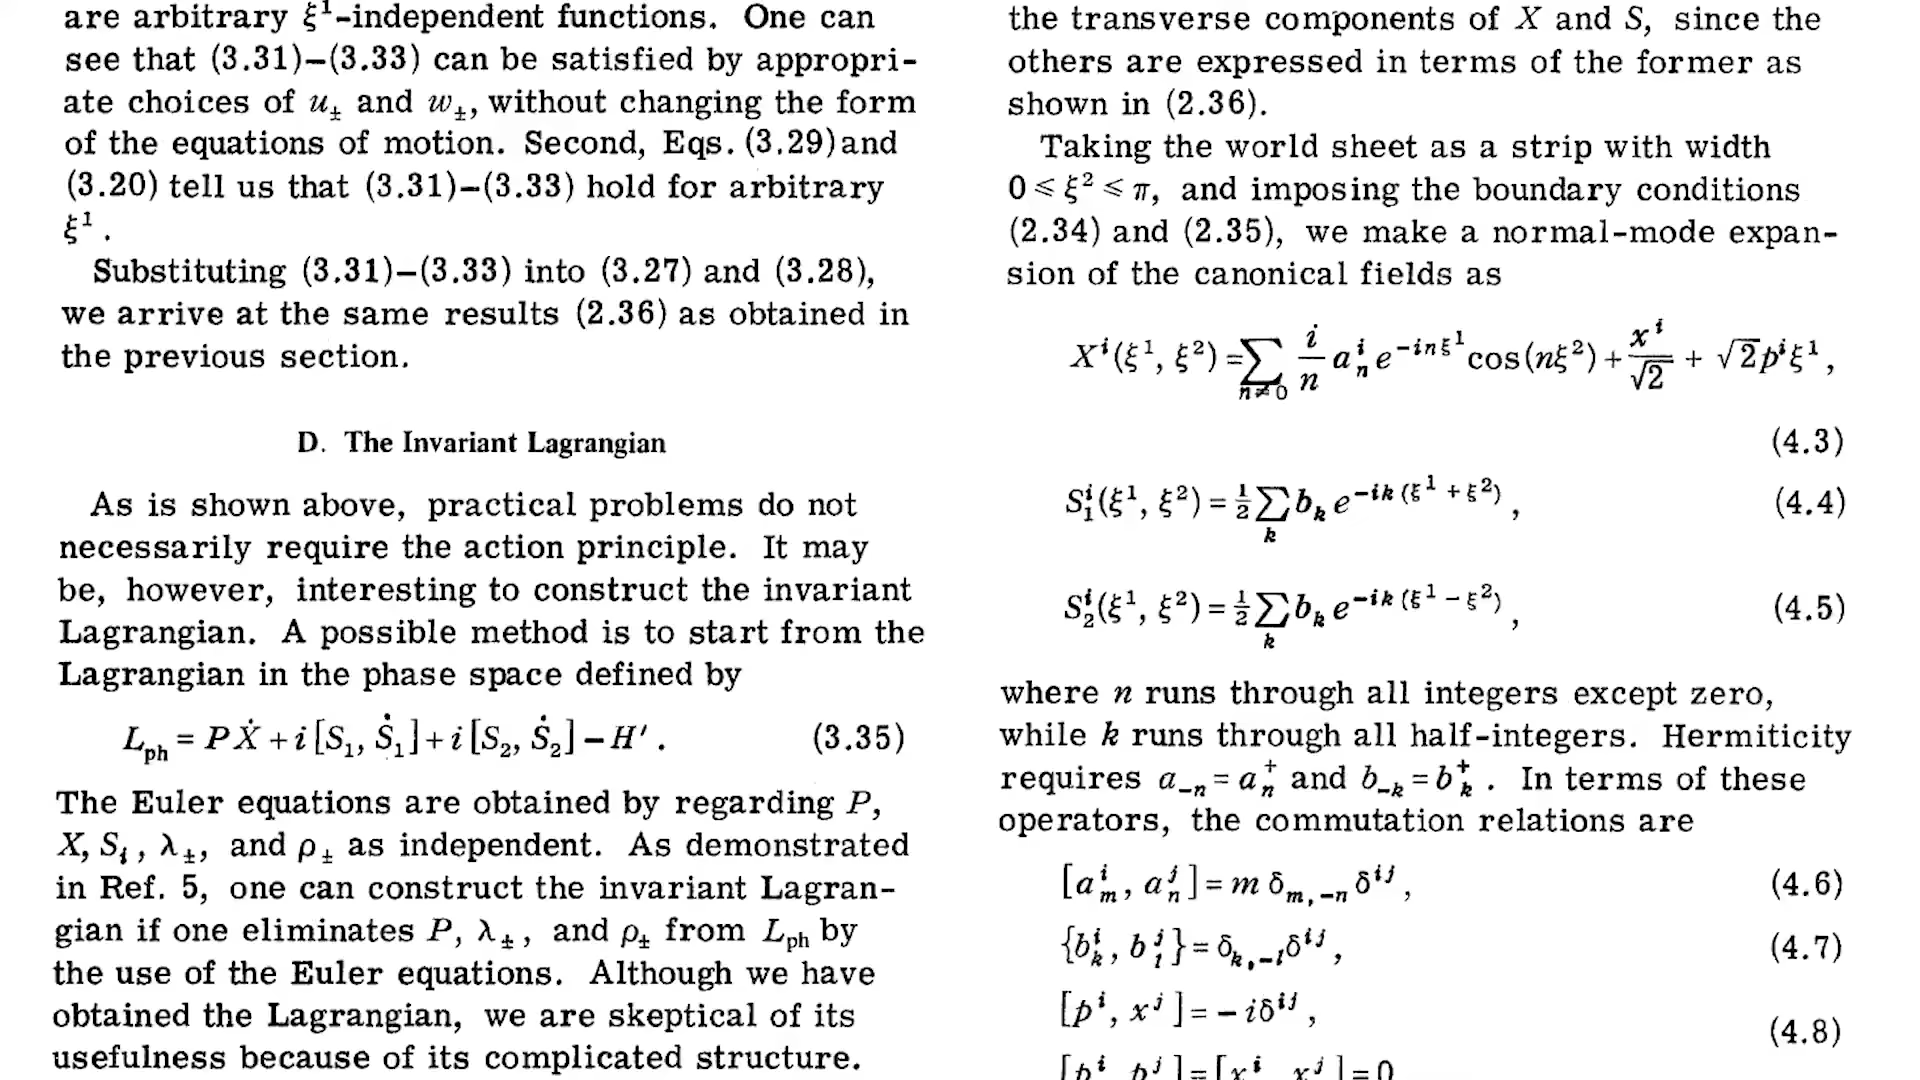 are arbitrary ξ¹-independent functions. One can
see that (3.31)–(3.33) can be satisfied by appropri-
ate choices of u± and w±, without changing the form
of the equations of motion. Second, Eqs. (3.29) and
(3.20) tell us that (3.31)–(3.33) hold for arbitrary
ξ¹.
Substituting (3.31)–(3.33) into (3.27) and (3.28),
we arrive at the same results (2.36) as obtained in
the previous section.
D. The Invariant Lagrangian
As is shown above, practical problems do not
necessarily require the action principle. It may
be, however, interesting to construct the invariant
Lagrangian. A possible method is to start from the
Lagrangian in the phase space defined by
L_ph = PẊ + i[S₁, Ṡ₁] + i[S₂, Ṡ₂] – H′. (3.35)
The Euler equations are obtained by regarding P,
X, S_i, λ±, and ρ± as independent. As demonstrated
in Ref. 5, one can construct the invariant Lagran-
gian if one eliminates P, λ±, and ρ± from L_ph by
the use of the Euler equations. Although we have
obtained the Lagrangian, we are skeptical of its
usefulness because of its complicated structure.
the transverse components of X and S, since the
others are expressed in terms of the former as
shown in (2.36).
Taking the world sheet as a strip with width
0 ⩽ ξ² ⩽ π, and imposing the boundary conditions
(2.34) and (2.35), we make a normal-mode expan-
sion of the canonical fields as
X^i(ξ¹, ξ²) = ∑_{n≠0} (i/n) a_n^i e^{-inξ¹} cos(nξ²) + x^i/√2 + √2 p^i ξ¹,
(4.3)
S_1^i(ξ¹, ξ²) = ½ ∑_k b_k e^{-ik(ξ¹ + ξ²)}, (4.4)
S_2^i(ξ¹, ξ²) = ½ ∑_k b_k e^{-ik(ξ¹ – ξ²)}, (4.5)
where n runs through all integers except zero,
while k runs through all half-integers. Hermiticity
requires a_{-n} = a_n^+ and b_{-k} = b_k^+. In terms of these
operators, the commutation relations are
[a_m^i, a_n^j] = m δ_{m,-n} δ^{ij}, (4.6)
{b_k^i, b_l^j} = δ_{k,-l} δ^{ij}, (4.7)
[p^i, x^j] = – iδ^{ij},
(4.8)
[p^i, p^j] = [x^i, x^j] = 0